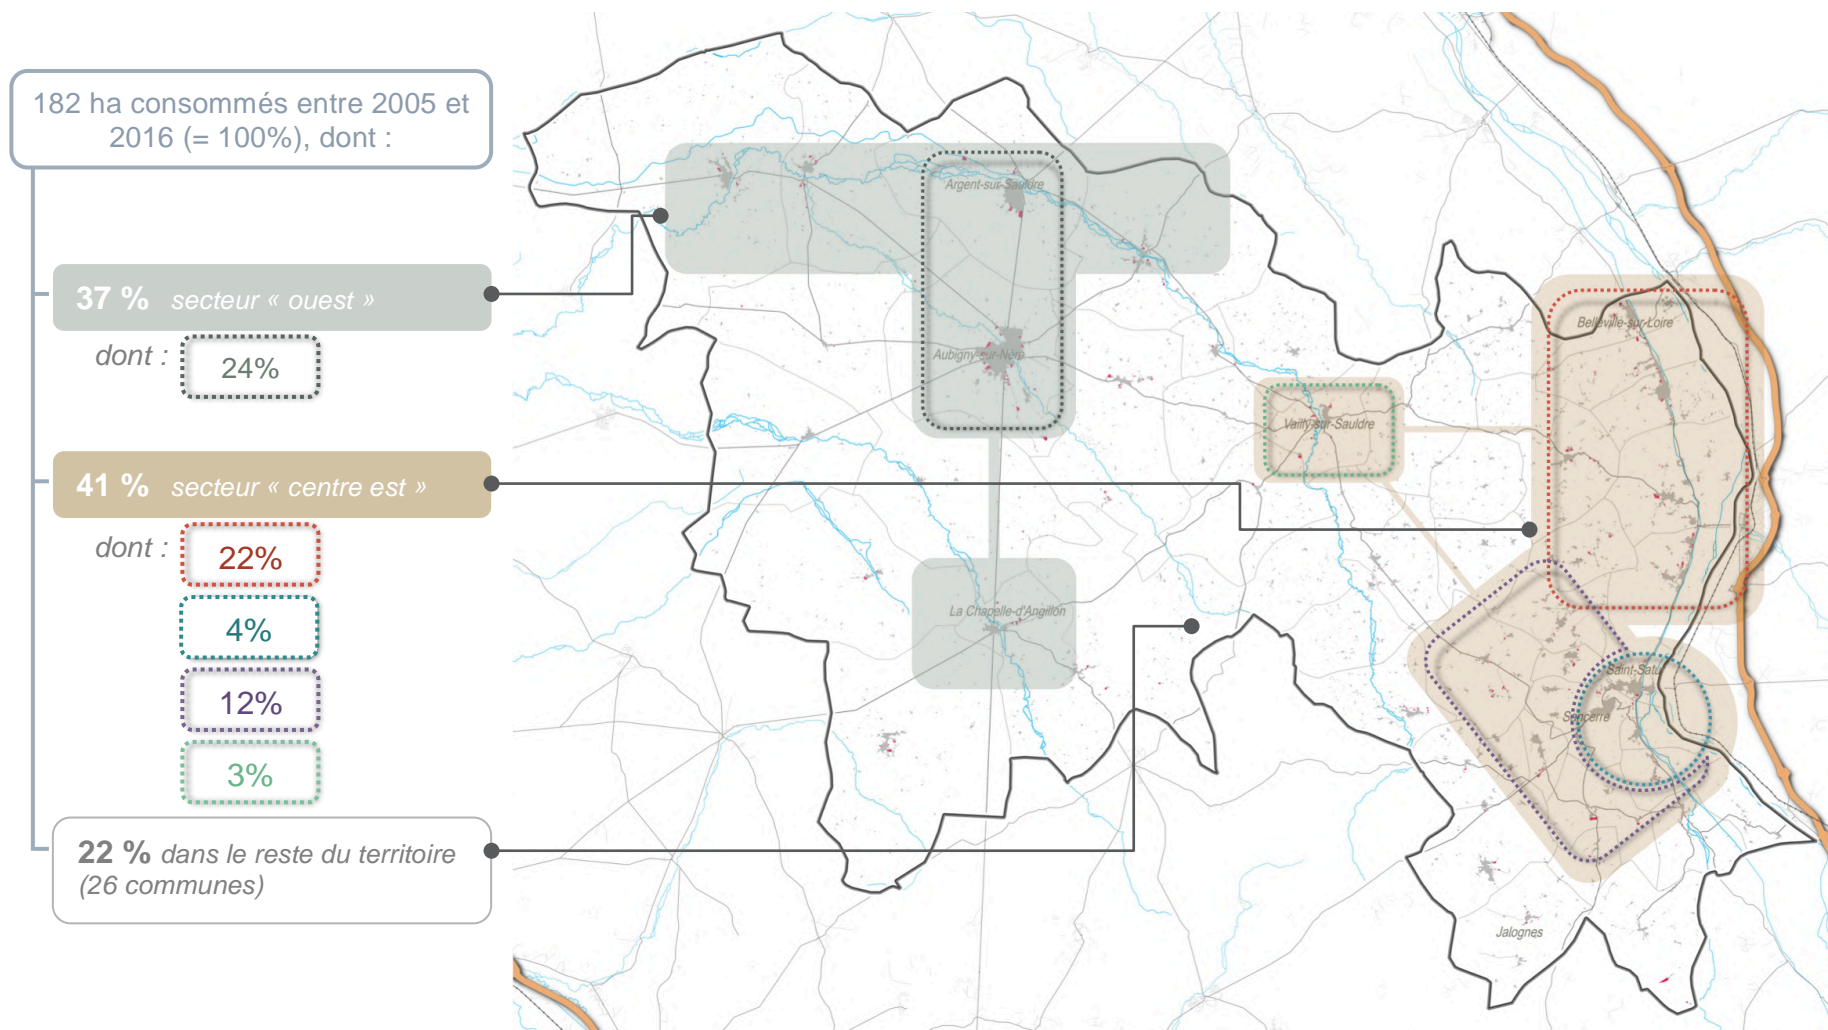 182 ha consommés entre 2005 et
2016 (= 100%), dont :
37 % secteur « ouest »
dont :
24%
41 % secteur « centre est »
dont :
22%
4%
12%
3%
22 % dans le reste du territoire
(26 communes)
Argent-sur-Sauldre
Aubigny-sur-Nère
La Chapelle-d'Angillon
Vailly-sur-Sauldre
Belleville-sur-Loire
Saint-Satur
Sancerre
Jalognes